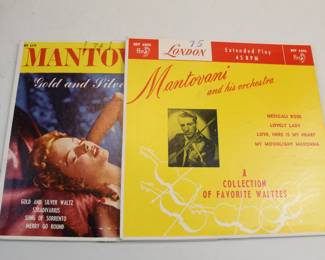 MANTOV
Gold and Silve
GOLD AND SILVER WALTZ
STRADIVARIUS
SONG OF SORRENTO
MERRY GO ROUND
LONDON
75
Extended Play
45 RPM
Mantovani
and his orchestra
MEXICALI ROSE
LOVELY LADY
LOVE, HERE IS MY HEART
MY MOONLIGHT MADONNA
A
COLLECTION
OF FAVORITE WALTZES